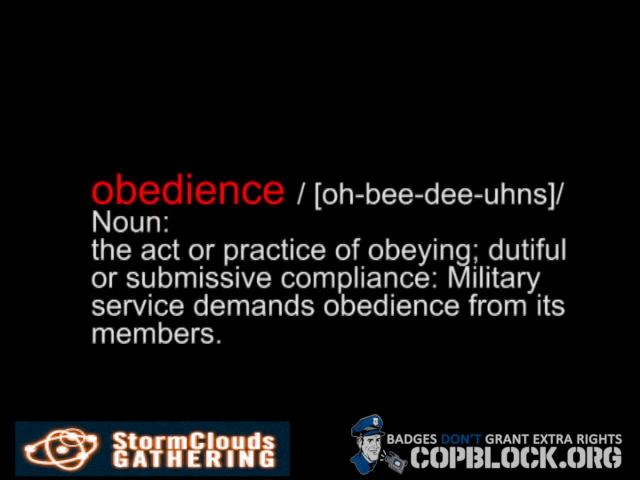 obedience / [oh-bee-dee-uhns]/
Noun:
the act or practice of obeying; dutiful
or submissive compliance: Military
service demands obedience from its
members.
StormClouds
GATHERING
BADGES DON'T GRANT EXTRA RIGHTS
COPBLOCK.ORG